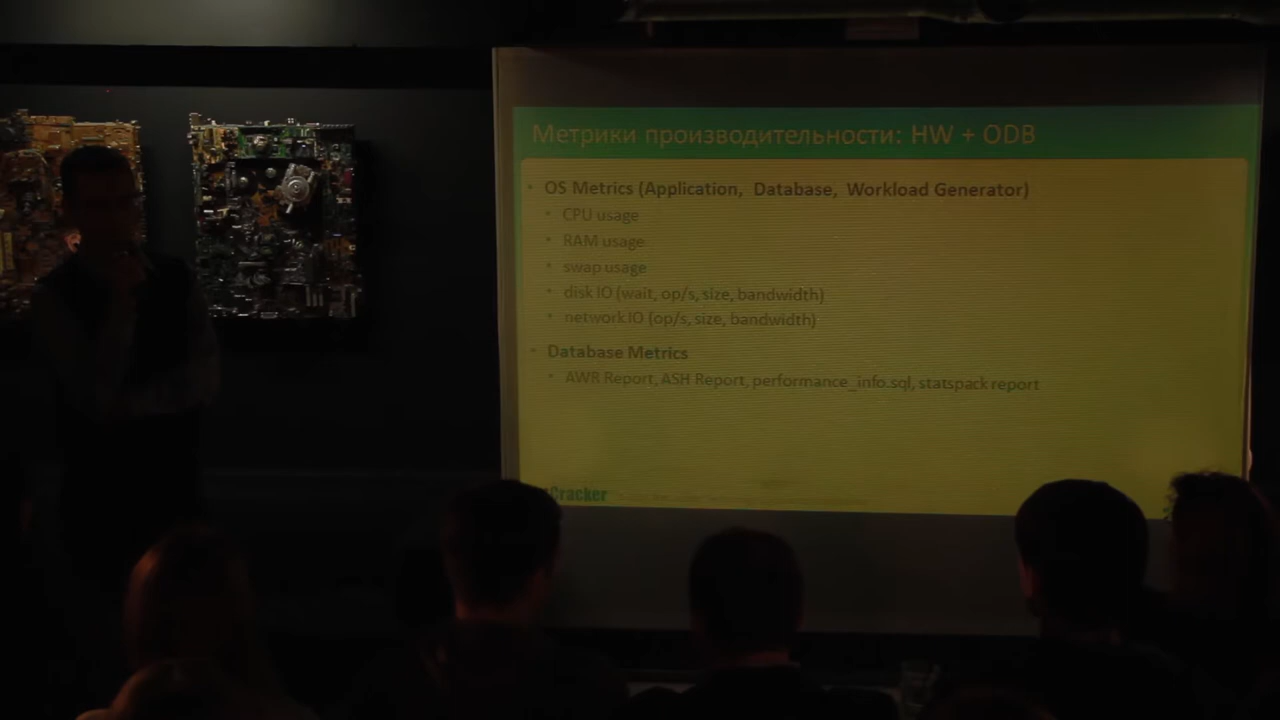 Метрики производительности: HW + ODB
OS Metrics (Application, Database, Workload Generator)
CPU usage
RAM usage
swap usage
disk IO (wait, op/s, size, bandwidth)
network IO (op/s, size, bandwidth)
Database Metrics
AWR Report, ASH Report, performance_info.sql, statspack report
Cracker